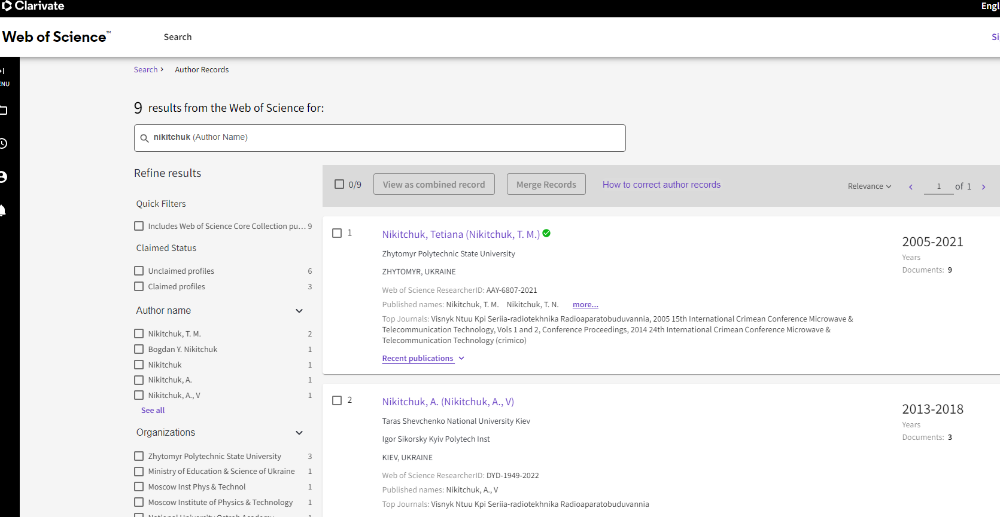 Clarivate
Engl
Web of Science™
Search
Si
ENU
Search > Author Records
9 results from the Web of Science for:
nikitchuk (Author Name)
Refine results
Quick Filters
Includes Web of Science Core Collection pu... 9
Claimed Status
Unclaimed profiles 6
Claimed profiles 3
Author name
Nikitchuk, T. M. 2
Bogdan Y. Nikitchuk 1
Nikitchuk 1
Nikitchuk, A. 1
Nikitchuk, A., V 1
See all
Organizations
Zhytomyr Polytechnic State University 3
Ministry of Education & Science of Ukraine 1
Moscow Inst Phys & Technol 1
Moscow Institute of Physics & Technology 1
National University Ostroh Academy 1
0/9 View as combined record Merge Records How to correct author records Relevance 1 of 1
1
Nikitchuk, Tetiana (Nikitchuk, T. M.)
Zhytomyr Polytechnic State University
ZHYTOMYR, UKRAINE
Web of Science ResearcherID: AAY-6807-2021
Published names: Nikitchuk, T. M. Nikitchuk, T. N. more...
Top Journals: Visnyk Ntuu Kpi Seriia-radiotekhnika Radioaparatobuduvannia, 2005 15th International Crimean Conference Microwave &
Telecommunication Technology, Vols 1 and 2, Conference Proceedings, 2014 24th International Crimean Conference Microwave &
Telecommunication Technology (crimico)
Recent publications
2005-2021
Years
Documents: 9
2
Nikitchuk, A. (Nikitchuk, A., V)
Taras Shevchenko National University Kiev
Igor Sikorsky Kyiv Polytech Inst
KIEV, UKRAINE
Web of Science ResearcherID: DYD-1949-2022
Published names: Nikitchuk, A., V
Top Journals: Visnyk Ntuu Kpi Seriia-radiotekhnika Radioaparatobuduvannia
2013-2018
Years
Documents: 3